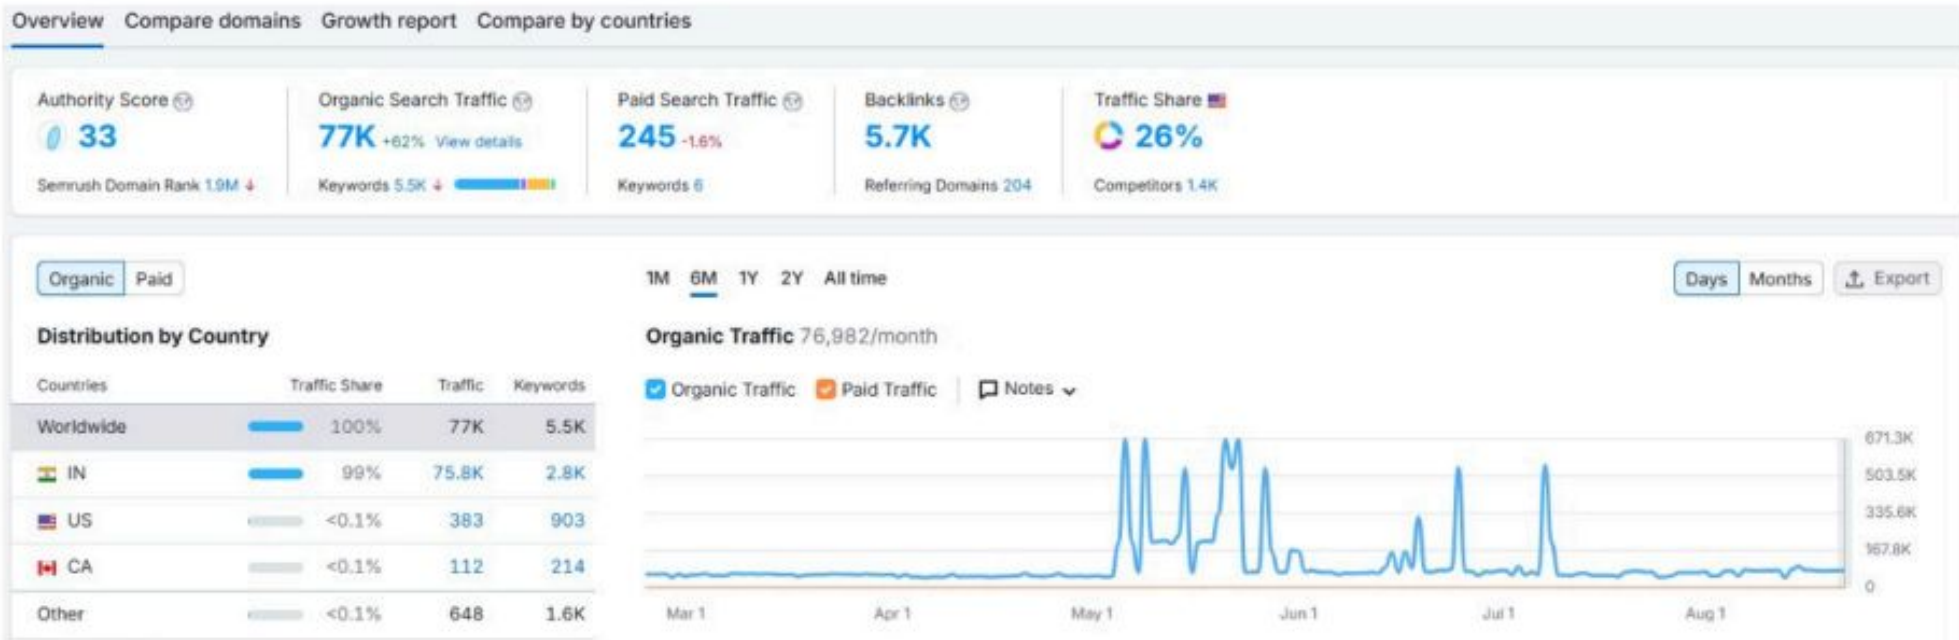 Overview Compare domains Growth report Compare by countries
Authority Score Organic Search Traffic Paid Search Traffic Backlinks Traffic Share
33 77K +62% View details 245 -1.6% 5.7K 26%
Semrush Domain Rank 1.9M ↓ Keywords 5.5K ↓ Keywords 6 Referring Domains 204 Competitors 1.4K
Organic Paid 1M 6M 1Y 2Y All time Days Months Export
Distribution by Country Organic Traffic 76,982/month
Countries Traffic Share Traffic Keywords Organic Traffic Paid Traffic Notes
Worldwide 100% 77K 5.5K
IN 99% 75.8K 2.8K
US <0.1% 383 903
CA <0.1% 112 214
Other <0.1% 648 1.6K
671.3K
503.5K
335.6K
167.8K
0
Mar 1 Apr 1 May 1 Jun 1 Jul 1 Aug 1